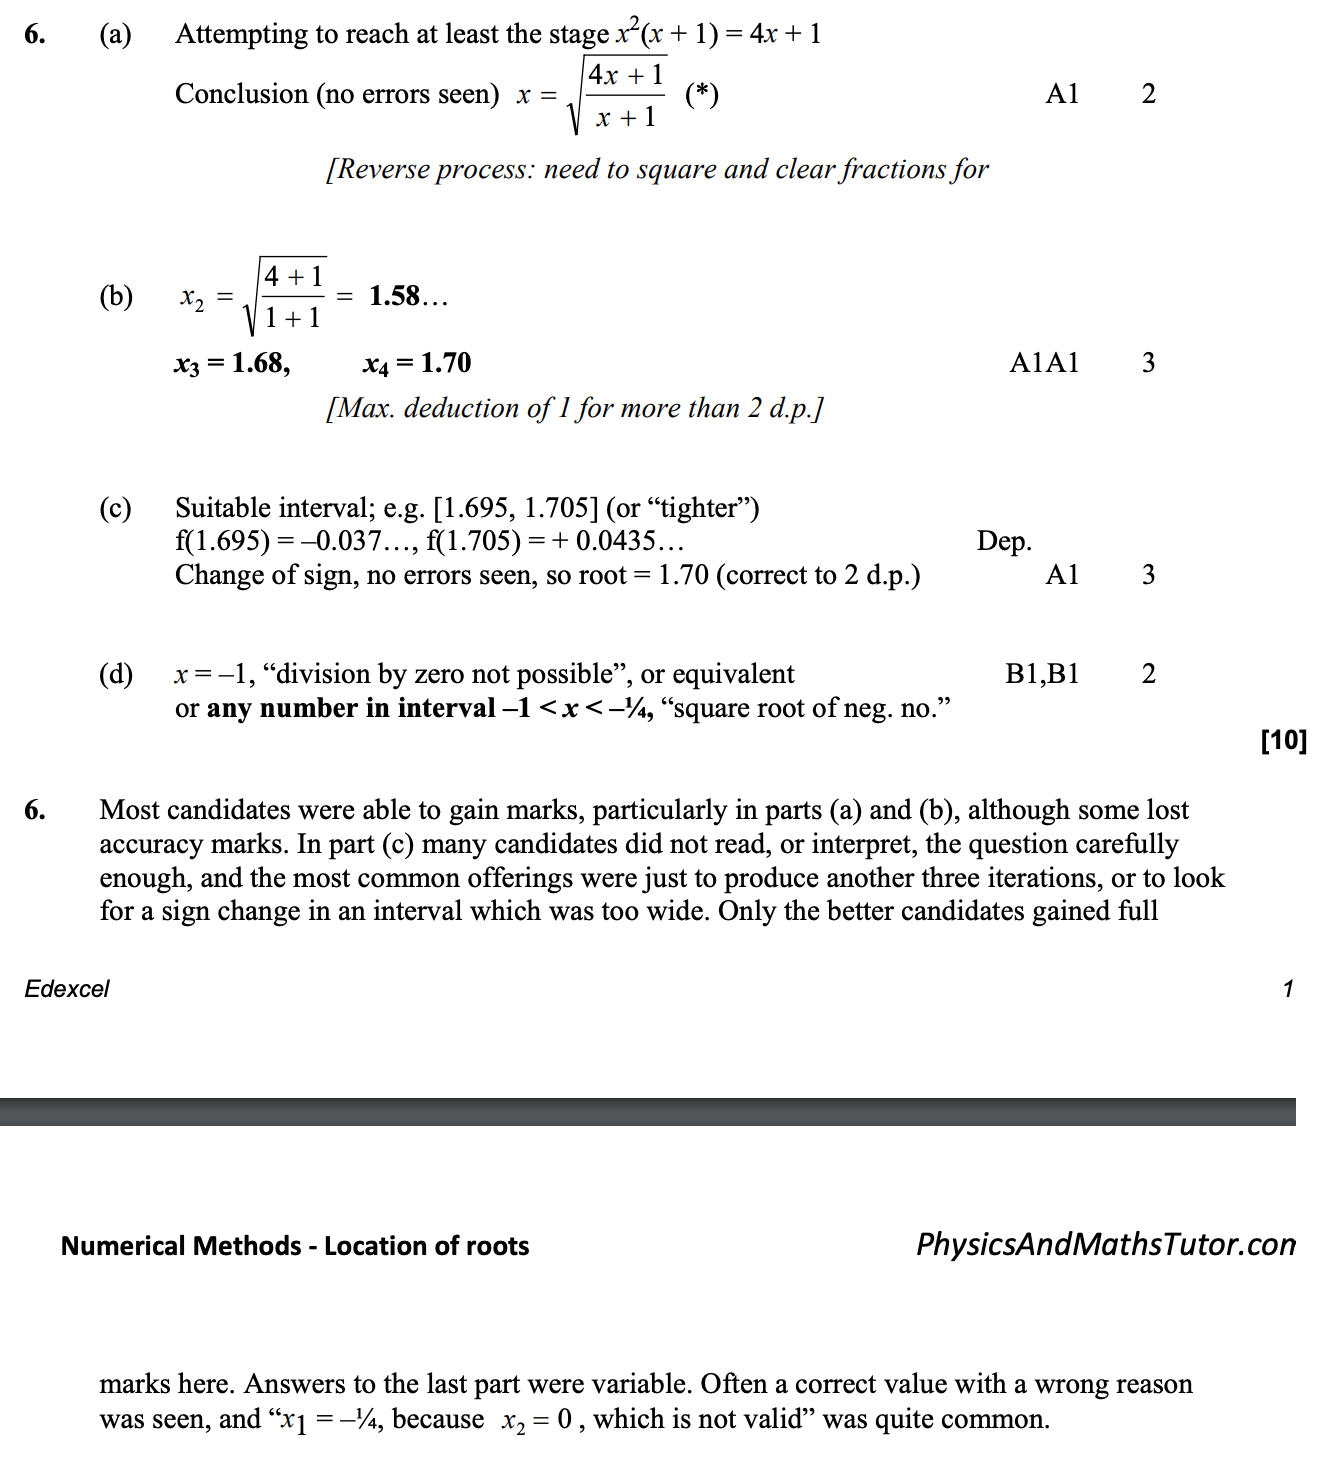 6. (a) Attempting to reach at least the stage x²(x + 1) = 4x + 1
Conclusion (no errors seen) x = √((4x + 1)/(x + 1)) (*) A1 2
[Reverse process: need to square and clear fractions for
(b) x₂ = √((4 + 1)/(1 + 1)) = 1.58…
x₃ = 1.68, x₄ = 1.70 A1A1 3
[Max. deduction of 1 for more than 2 d.p.]
(c) Suitable interval; e.g. [1.695, 1.705] (or “tighter”)
f(1.695) = –0.037…, f(1.705) = + 0.0435… Dep.
Change of sign, no errors seen, so root = 1.70 (correct to 2 d.p.) A1 3
(d) x = –1, “division by zero not possible”, or equivalent B1,B1 2
or any number in interval –1 < x < –¼, “square root of neg. no.”
[10]
6. Most candidates were able to gain marks, particularly in parts (a) and (b), although some lost
accuracy marks. In part (c) many candidates did not read, or interpret, the question carefully
enough, and the most common offerings were just to produce another three iterations, or to look
for a sign change in an interval which was too wide. Only the better candidates gained full
Edexcel 1
Numerical Methods - Location of roots PhysicsAndMathsTutor.com
marks here. Answers to the last part were variable. Often a correct value with a wrong reason
was seen, and “x₁ = –¼, because x₂ = 0 , which is not valid” was quite common.